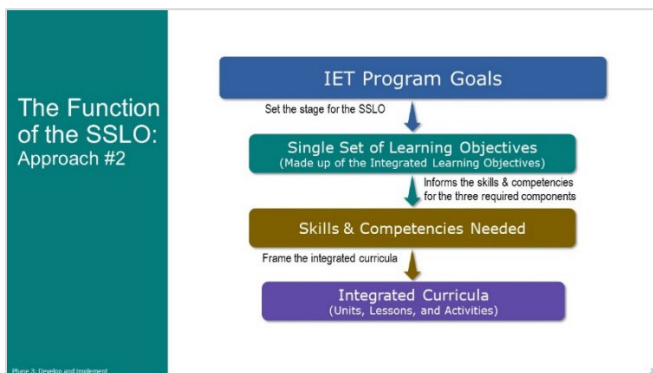 The Function
of the SSLO:
Approach #2
IET Program Goals
Set the stage for the SSLO
Single Set of Learning Objectives
(Made up of the Integrated Learning Objectives)
Informs the skills & competencies
for the three required components
Skills & Competencies Needed
Frame the integrated curricula
Integrated Curricula
(Units, Lessons, and Activities)
Phase 3: Develop and Implement